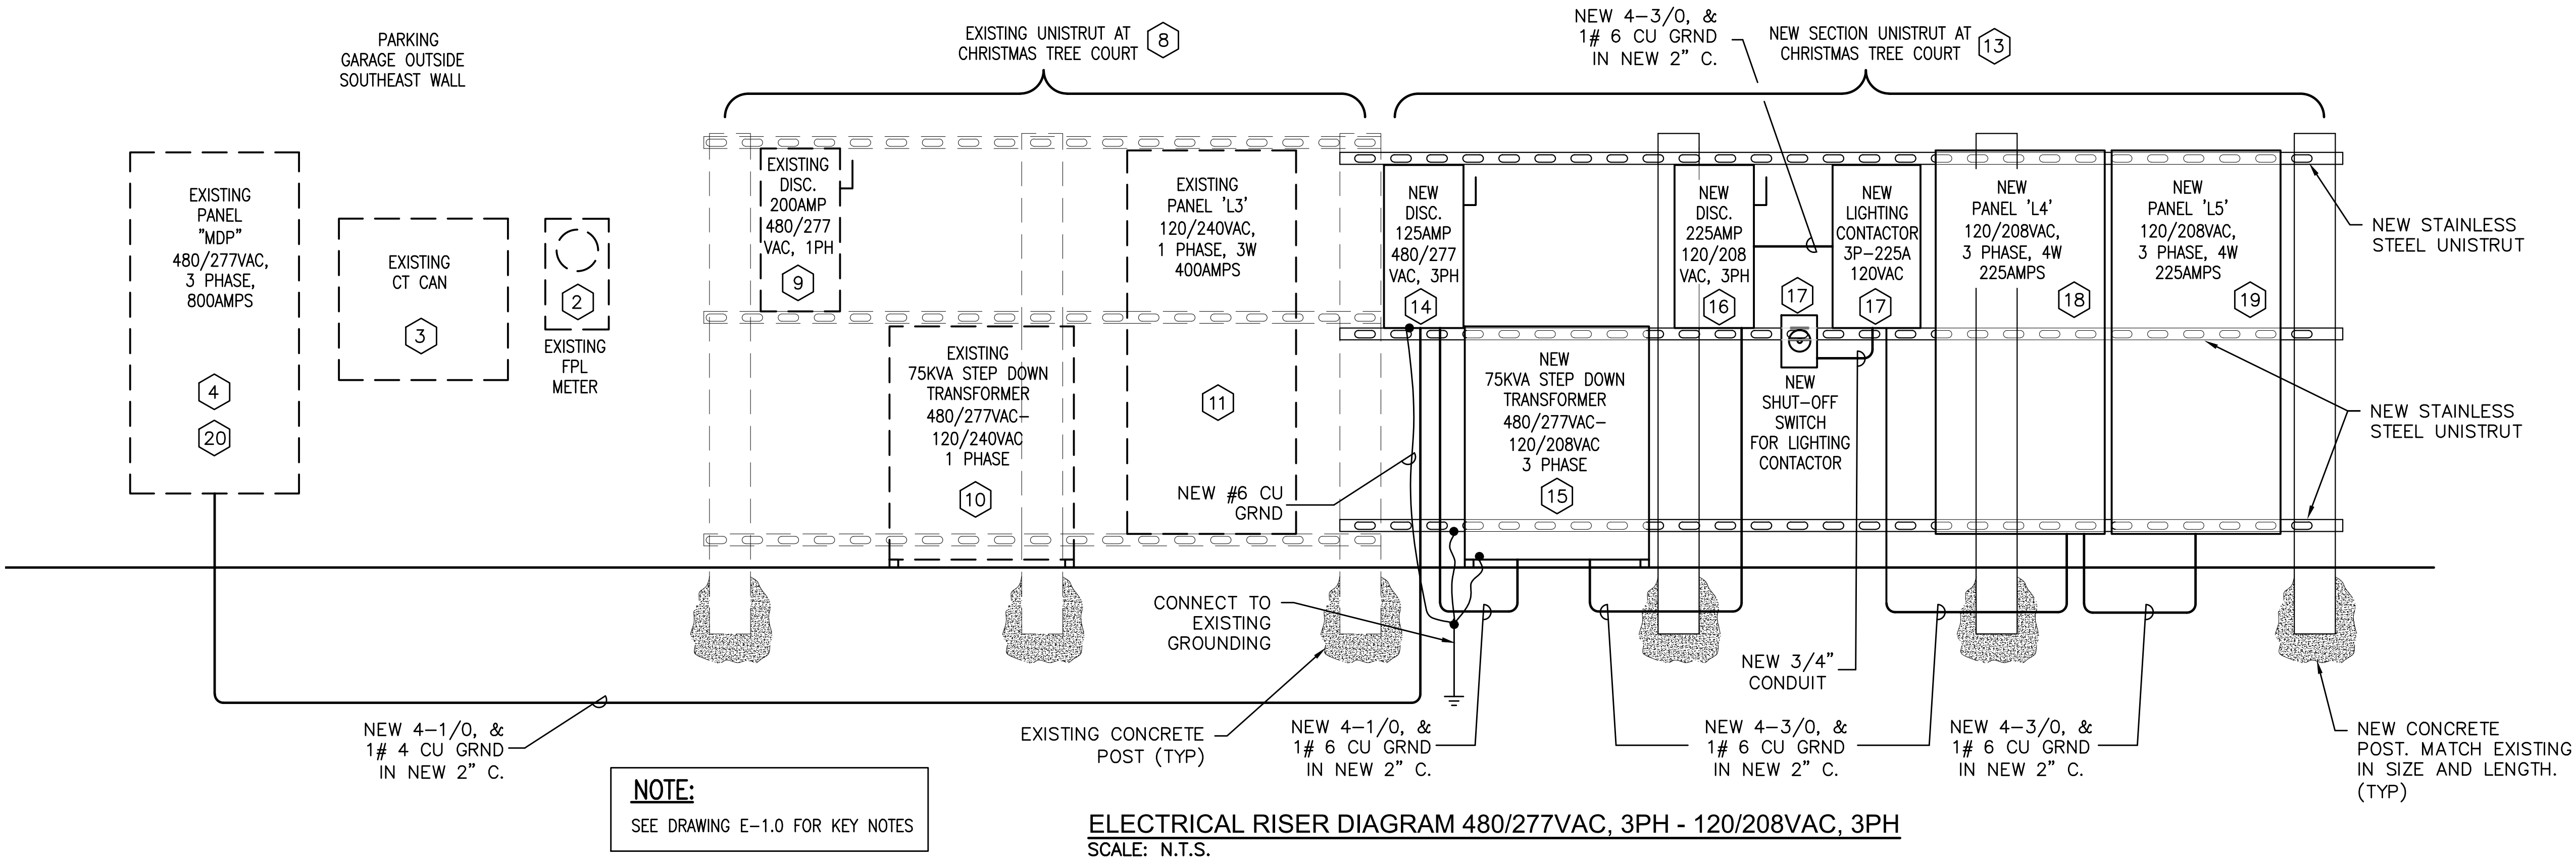 PARKING
GARAGE OUTSIDE
SOUTHEAST WALL
EXISTING UNISTRUT AT
CHRISTMAS TREE COURT
8
NEW 4-3/0, &
1# 6 CU GRND
IN NEW 2" C.
NEW SECTION UNISTRUT AT
CHRISTMAS TREE COURT
13
EXISTING
PANEL
"MDP"
480/277VAC,
3 PHASE,
800AMPS
4
20
EXISTING
CT CAN
3
2
EXISTING
FPL
METER
EXISTING
DISC.
200AMP
480/277
VAC, 1PH
9
EXISTING
75KVA STEP DOWN
TRANSFORMER
480/277VAC-
120/240VAC
1 PHASE
10
EXISTING
PANEL 'L3'
120/240VAC,
1 PHASE, 3W
400AMPS
11
NEW
DISC.
125AMP
480/277
VAC, 3PH
14
NEW
75KVA STEP DOWN
TRANSFORMER
480/277VAC-
120/208VAC
3 PHASE
15
NEW
DISC.
225AMP
120/208
VAC, 3PH
16
17
NEW
SHUT-OFF
SWITCH
FOR LIGHTING
CONTACTOR
NEW
LIGHTING
CONTACTOR
3P-225A
120VAC
17
NEW
PANEL 'L4'
120/208VAC,
3 PHASE, 4W
225AMPS
18
NEW
PANEL 'L5'
120/208VAC,
3 PHASE, 4W
225AMPS
19
NEW STAINLESS
STEEL UNISTRUT
NEW STAINLESS
STEEL UNISTRUT
NEW #6 CU
GRND
CONNECT TO
EXISTING
GROUNDING
NEW 3/4"
CONDUIT
NEW 4-1/0, &
1# 4 CU GRND
IN NEW 2" C.
EXISTING CONCRETE
POST (TYP)
NEW 4-1/0, &
1# 6 CU GRND
IN NEW 2" C.
NEW 4-3/0, &
1# 6 CU GRND
IN NEW 2" C.
NEW 4-3/0, &
1# 6 CU GRND
IN NEW 2" C.
NEW CONCRETE
POST. MATCH EXISTING
IN SIZE AND LENGTH.
(TYP)
NOTE:
SEE DRAWING E-1.0 FOR KEY NOTES
ELECTRICAL RISER DIAGRAM 480/277VAC, 3PH - 120/208VAC, 3PH
SCALE: N.T.S.